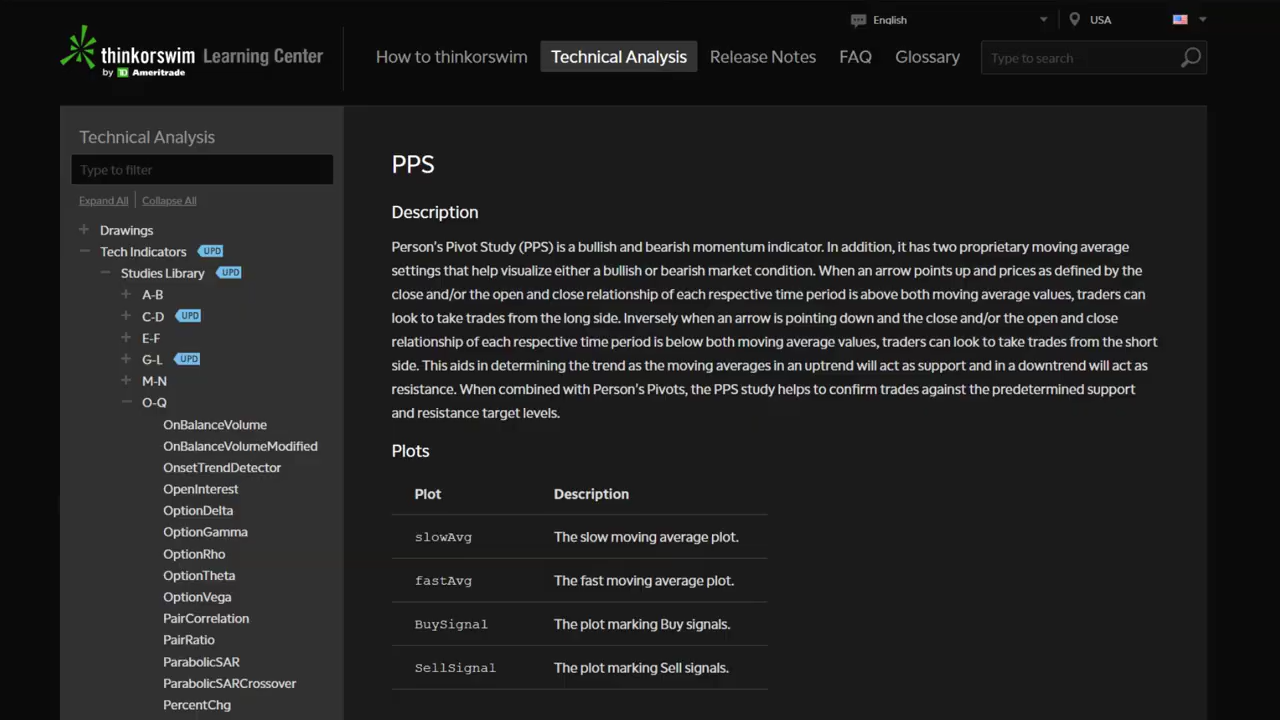 English
USA
thinkorswim Learning Center
by TD Ameritrade
How to thinkorswim
Technical Analysis
Release Notes
FAQ
Glossary
Type to search
Technical Analysis
Type to filter
Expand All
Collapse All
Drawings
Tech Indicators UPD
Studies Library UPD
A-B
C-D UPD
E-F
G-L UPD
M-N
O-Q
OnBalanceVolume
OnBalanceVolumeModified
OnsetTrendDetector
OpenInterest
OptionDelta
OptionGamma
OptionRho
OptionTheta
OptionVega
PairCorrelation
PairRatio
ParabolicSAR
ParabolicSARCrossover
PercentChg
PPS
Description
Person's Pivot Study (PPS) is a bullish and bearish momentum indicator. In addition, it has two proprietary moving average
settings that help visualize either a bullish or bearish market condition. When an arrow points up and prices as defined by the
close and/or the open and close relationship of each respective time period is above both moving average values, traders can
look to take trades from the long side. Inversely when an arrow is pointing down and the close and/or the open and close
relationship of each respective time period is below both moving average values, traders can look to take trades from the short
side. This aids in determining the trend as the moving averages in an uptrend will act as support and in a downtrend will act as
resistance. When combined with Person's Pivots, the PPS study helps to confirm trades against the predetermined support
and resistance target levels.
Plots
Plot Description
slowAvg The slow moving average plot.
fastAvg The fast moving average plot.
BuySignal The plot marking Buy signals.
SellSignal The plot marking Sell signals.